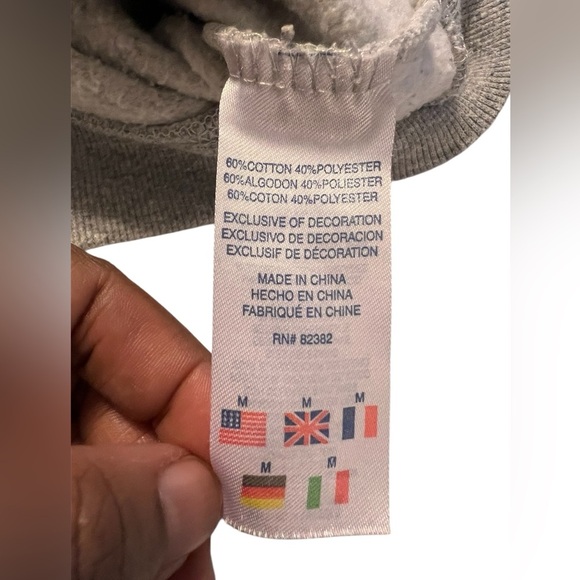 60%COTTON 40%POLYESTER
60%ALGODON 40%POLIESTER
60%COTON 40%POLYESTER
EXCLUSIVE OF DECORATION
EXCLUSIVO DE DECORACION
EXCLUSIF DE DÉCORATION
MADE IN CHINA
HECHO EN CHINA
FABRIQUÉ EN CHINE
RN# 82382
M M M
M M